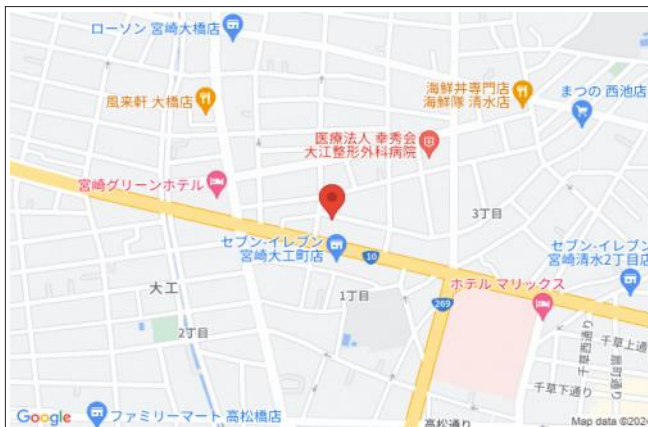 ローソン 宮崎大橋店
風来軒 大橋店
海鮮丼専門店
海鮮隊 清水店
まつの 西池店
医療法人 幸秀会
大江整形外科病院
宮崎グリーンホテル
3丁目
セブン-イレブン
宮崎大工町店
10
セブン-イレブン
宮崎清水2丁目店
大工
1丁目
269
ホテル マリックス
2丁目
千草西通り
千草上通
千草下通り
高松通り
Google
ファミリーマート 高松橋店
Map data ©2024